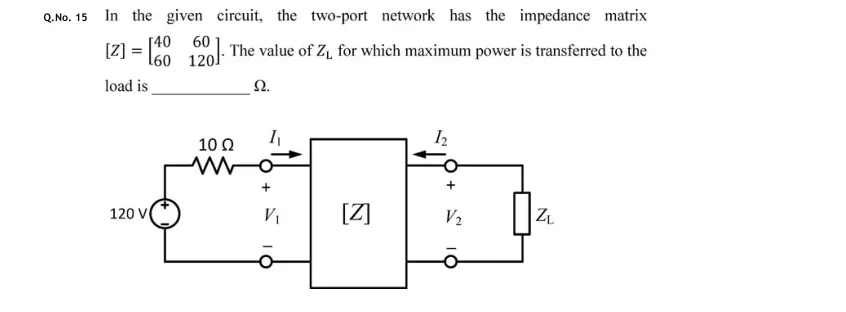 Q.No. 15 In the given circuit, the two-port network has the impedance matrix
[Z] = [40 60
60 120]. The value of Z_L for which maximum power is transferred to the
load is ____________ Ω.
10 Ω I₁ I₂
+ +
120 V + − V₁ [Z] V₂ Z_L
− −